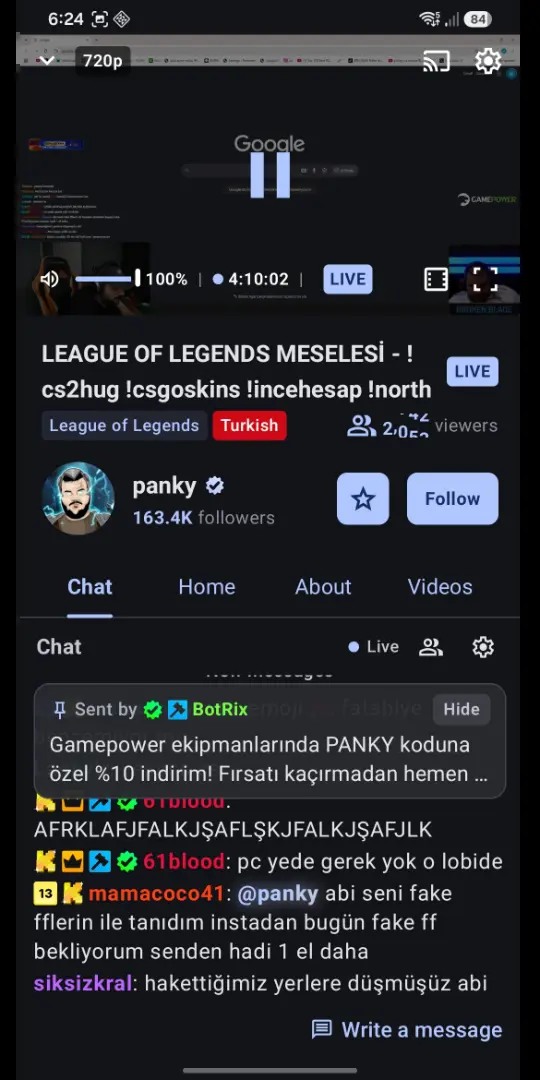 6:24
84
720p
Google
GAMEPOWER
100% | 4:10:02 | LIVE
LEAGUE OF LEGENDS MESELESİ - !
cs2hug !csgoskins !incehesap !north
LIVE
League of Legends Turkish
viewers
panky
163.4K followers
Follow
Chat Home About Videos
Chat Live
Sent by BotRix
Hide
Gamepower ekipmanlarında PANKY koduna
özel %10 indirim! Fırsatı kaçırmadan hemen ...
61blood:
AFRKLAFJFALKJŞAFLŞKJFALKJŞAFJLK
61blood: pc yede gerek yok o lobide
13 mamacoco41: @panky abi seni fake
fflerin ile tanıdım instadan bugün fake ff
bekliyorum senden hadi 1 el daha
siksizkral: hakettiğimiz yerlere düşmüşüz abi
Write a message